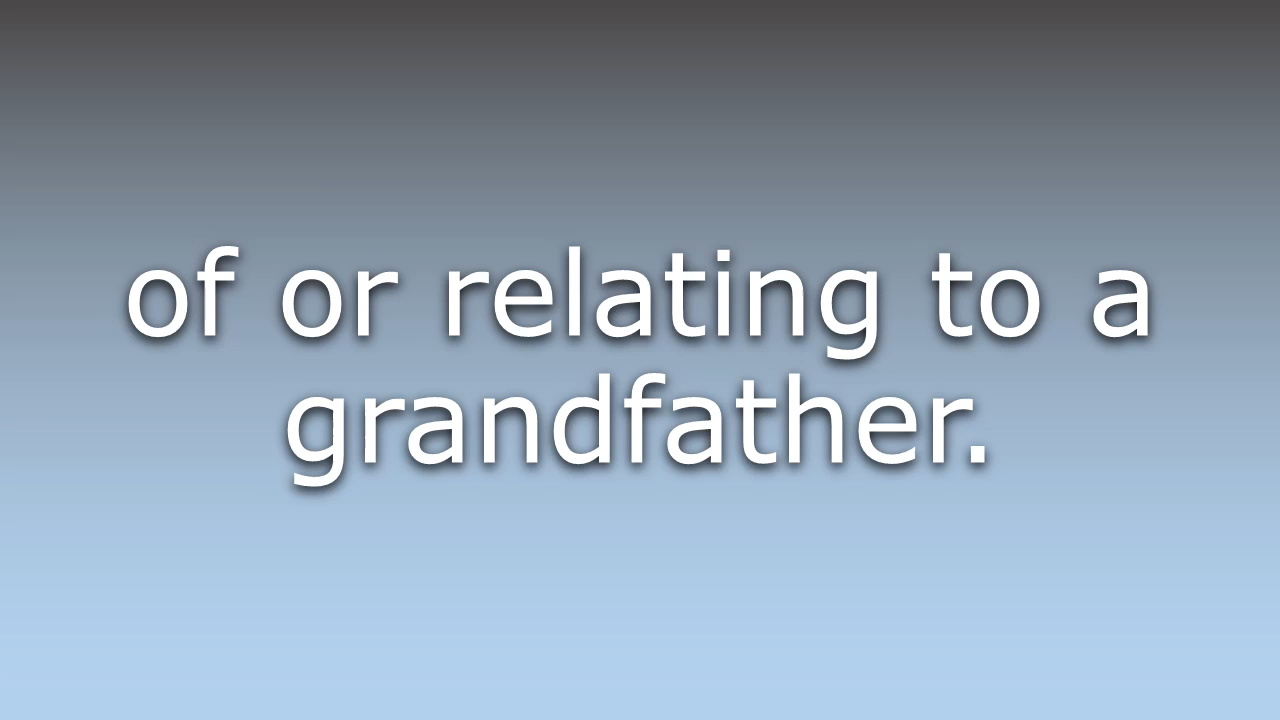 of or relating to a
grandfather.